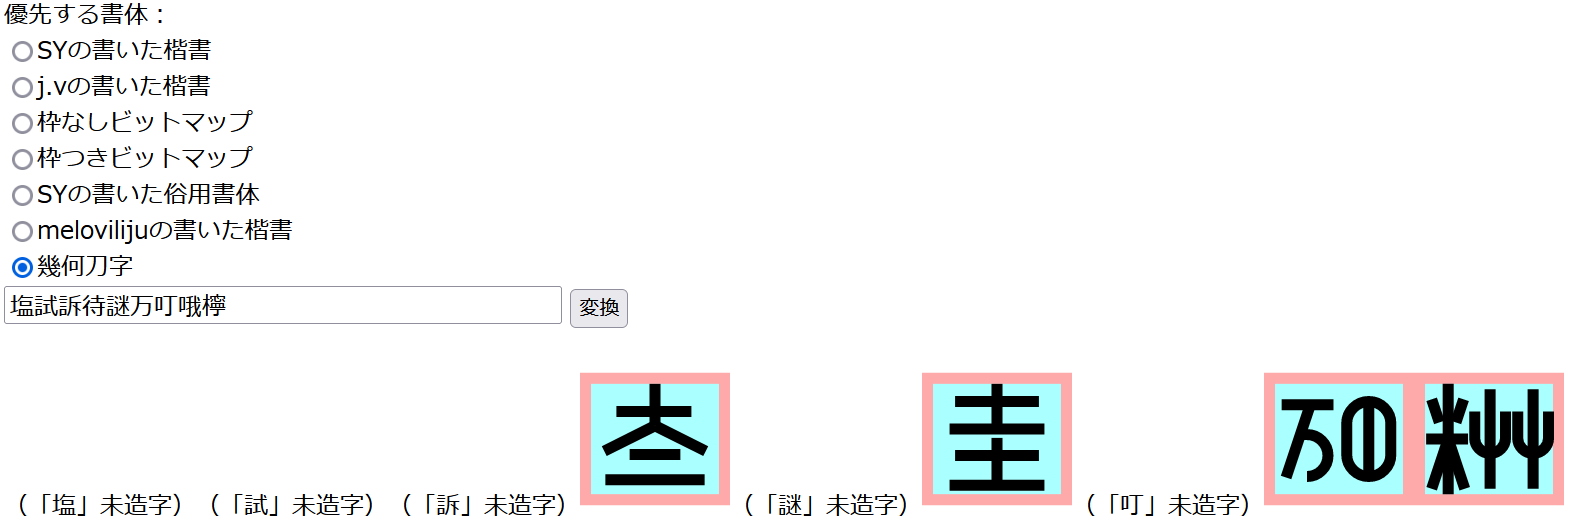 優先する書体：
SYの書いた楷書
j.vの書いた楷書
枠なしビットマップ
枠つきビットマップ
SYの書いた俗用書体
melovilijuの書いた楷書
幾何刀字
塩試訴待謎万叮哦檸 変換
（「塩」未造字）（「試」未造字）（「訴」未造字）（「謎」未造字）（「叮」未造字）